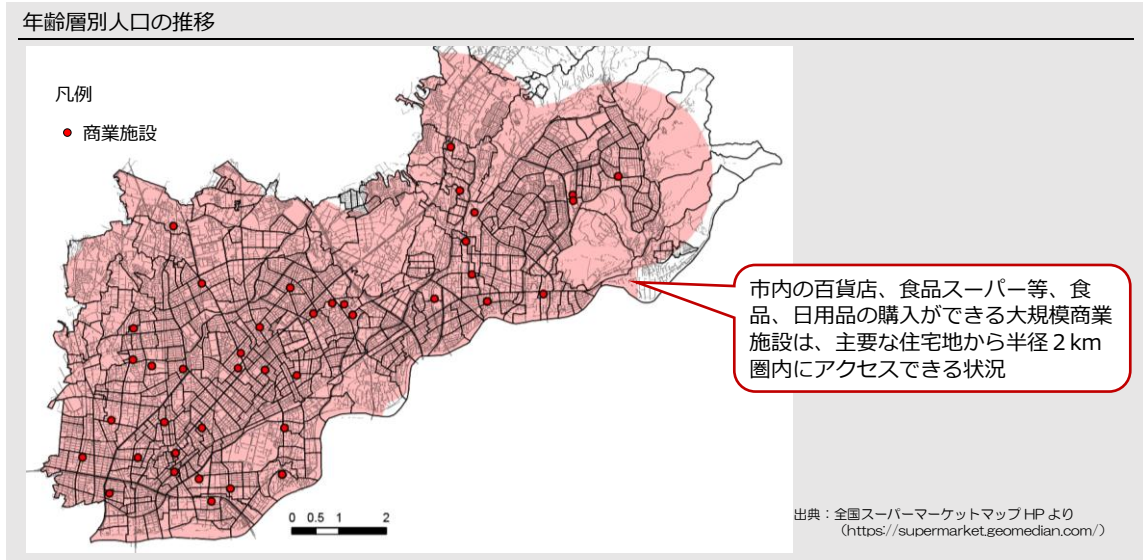 年齢層別人口の推移
凡例
商業施設
市内の百貨店、食品スーパー等、食
品、日用品の購入ができる大規模商業
施設は、主要な住宅地から半径２km
圏内にアクセスできる状況
0 0.5 1 2
出典：全国スーパーマーケットマップ HP より
（https://supermarket.geomedian.com/）